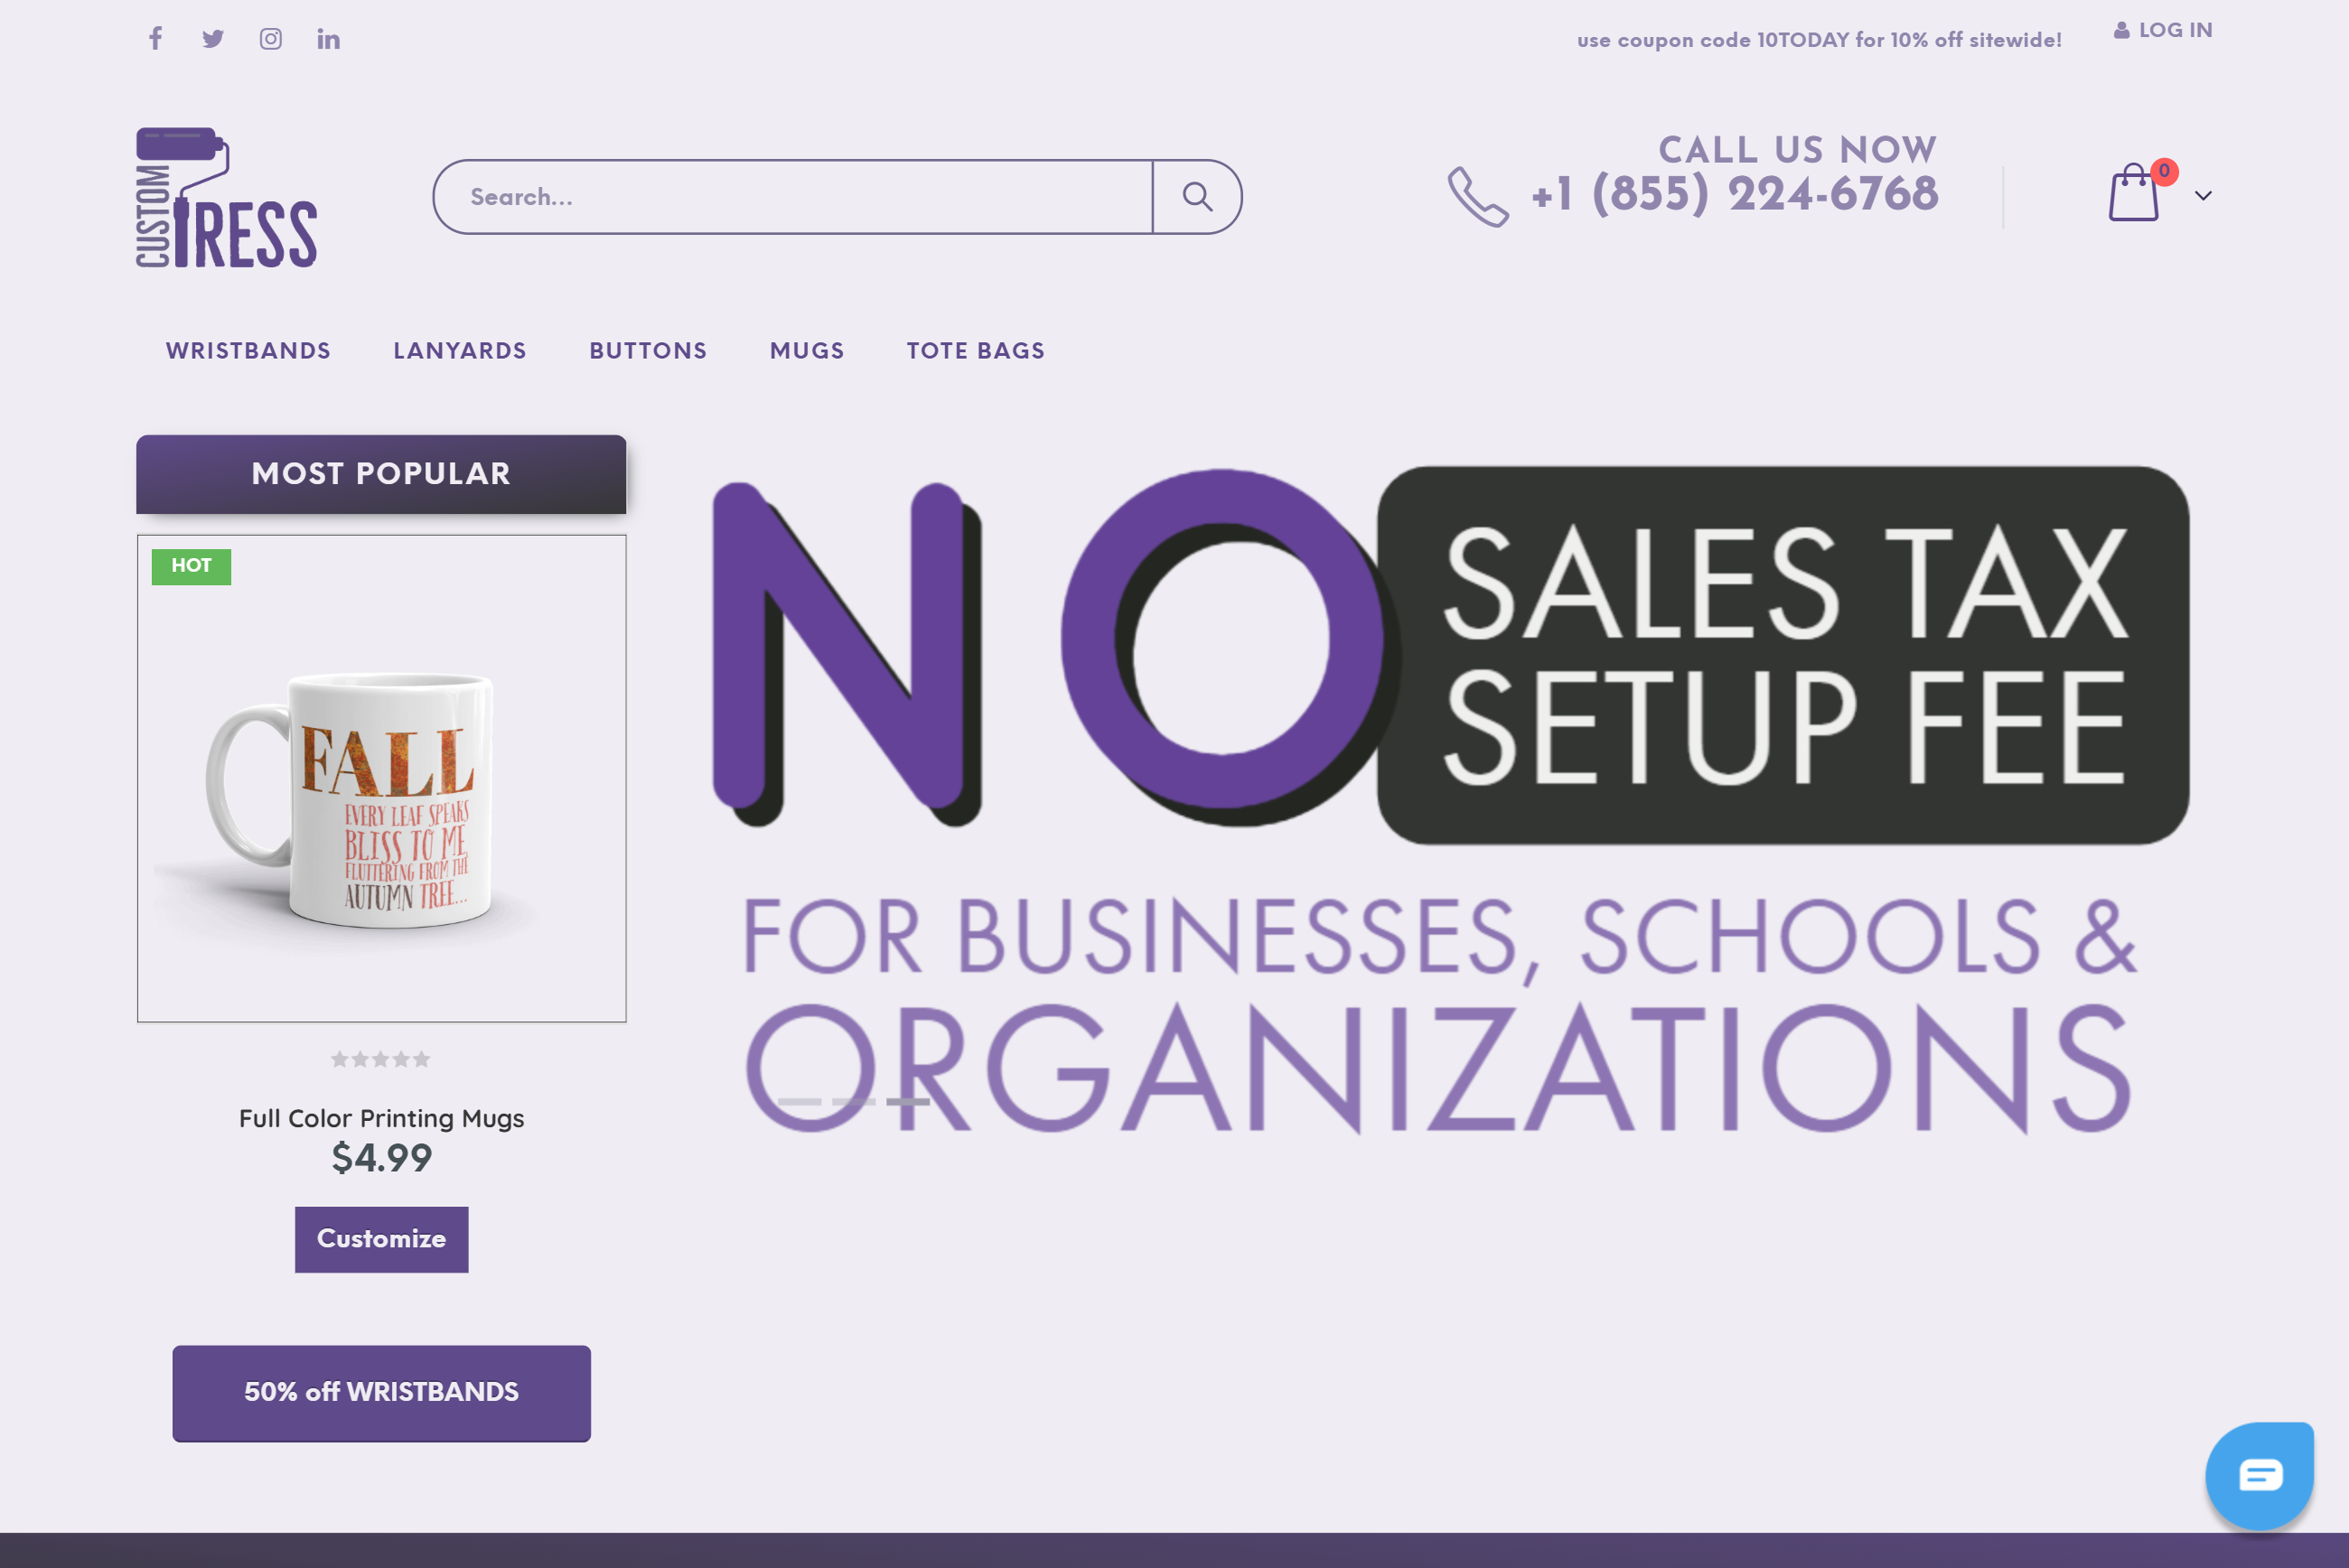 use coupon code 10TODAY for 10% off sitewide!
LOG IN
CUSTOM
TRESS
Search...
CALL US NOW
+1 (855) 224-6768
0
WRISTBANDS
LANYARDS
BUTTONS
MUGS
TOTE BAGS
MOST POPULAR
HOT
FALL
EVERY LEAF SPEAKS
BLISS TO ME
FLUTTERING FROM THE
AUTUMN TREE...
Full Color Printing Mugs
$4.99
Customize
50% off WRISTBANDS
NO
SALES TAX
SETUP FEE
FOR BUSINESSES, SCHOOLS &
ORGANIZATIONS